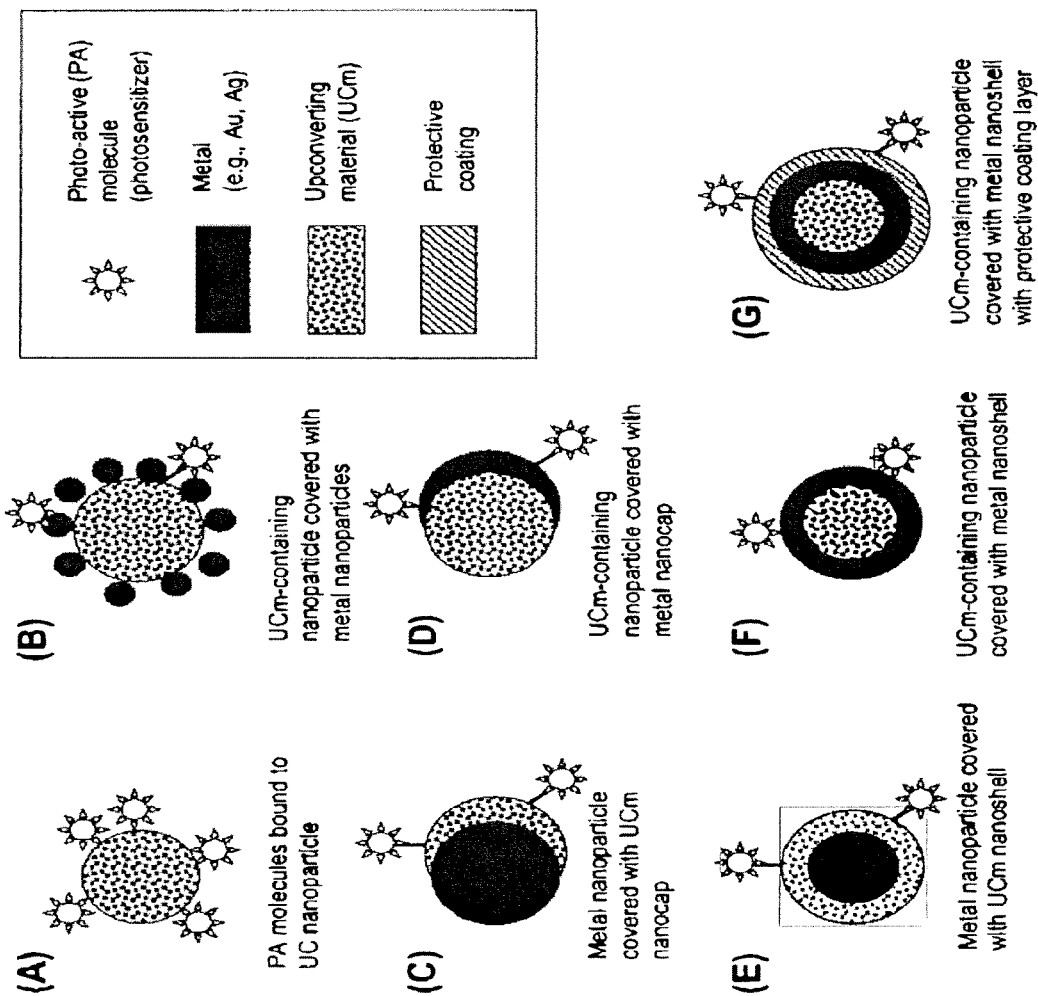 (A)
PA molecules bound to
UC nanoparticle
(B)
UCm-containing
nanoparticle covered with
metal nanoparticles
Photo-active (PA)
molecule
(photosensitizer)
Metal
(e.g., Au, Ag)
Upconverting
material (UCm)
Protective
coating
(C)
Metal nanoparticle
covered with UCm
nanocap
(D)
UCm-containing
nanoparticle covered with
metal nanocap
(E)
Metal nanoparticle covered
with UCm nanoshell
(F)
UCm-containing nanoparticle
covered with metal nanoshell
(G)
UCm-containing nanoparticle
covered with metal nanoshell
with protective coating layer